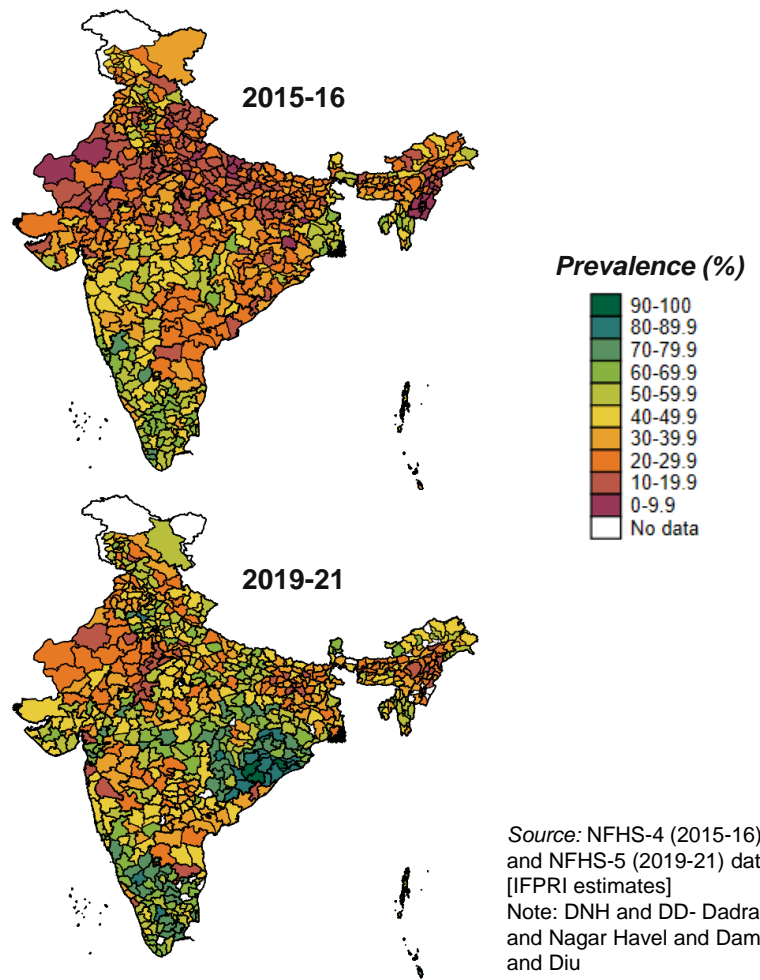 2015-16
Prevalence (%)
90-100
80-89.9
70-79.9
60-69.9
50-59.9
40-49.9
30-39.9
20-29.9
10-19.9
0-9.9
No data
2019-21
Source: NFHS-4 (2015-16)
and NFHS-5 (2019-21) dat
[IFPRI estimates]
Note: DNH and DD- Dadra
and Nagar Havel and Dam
and Diu